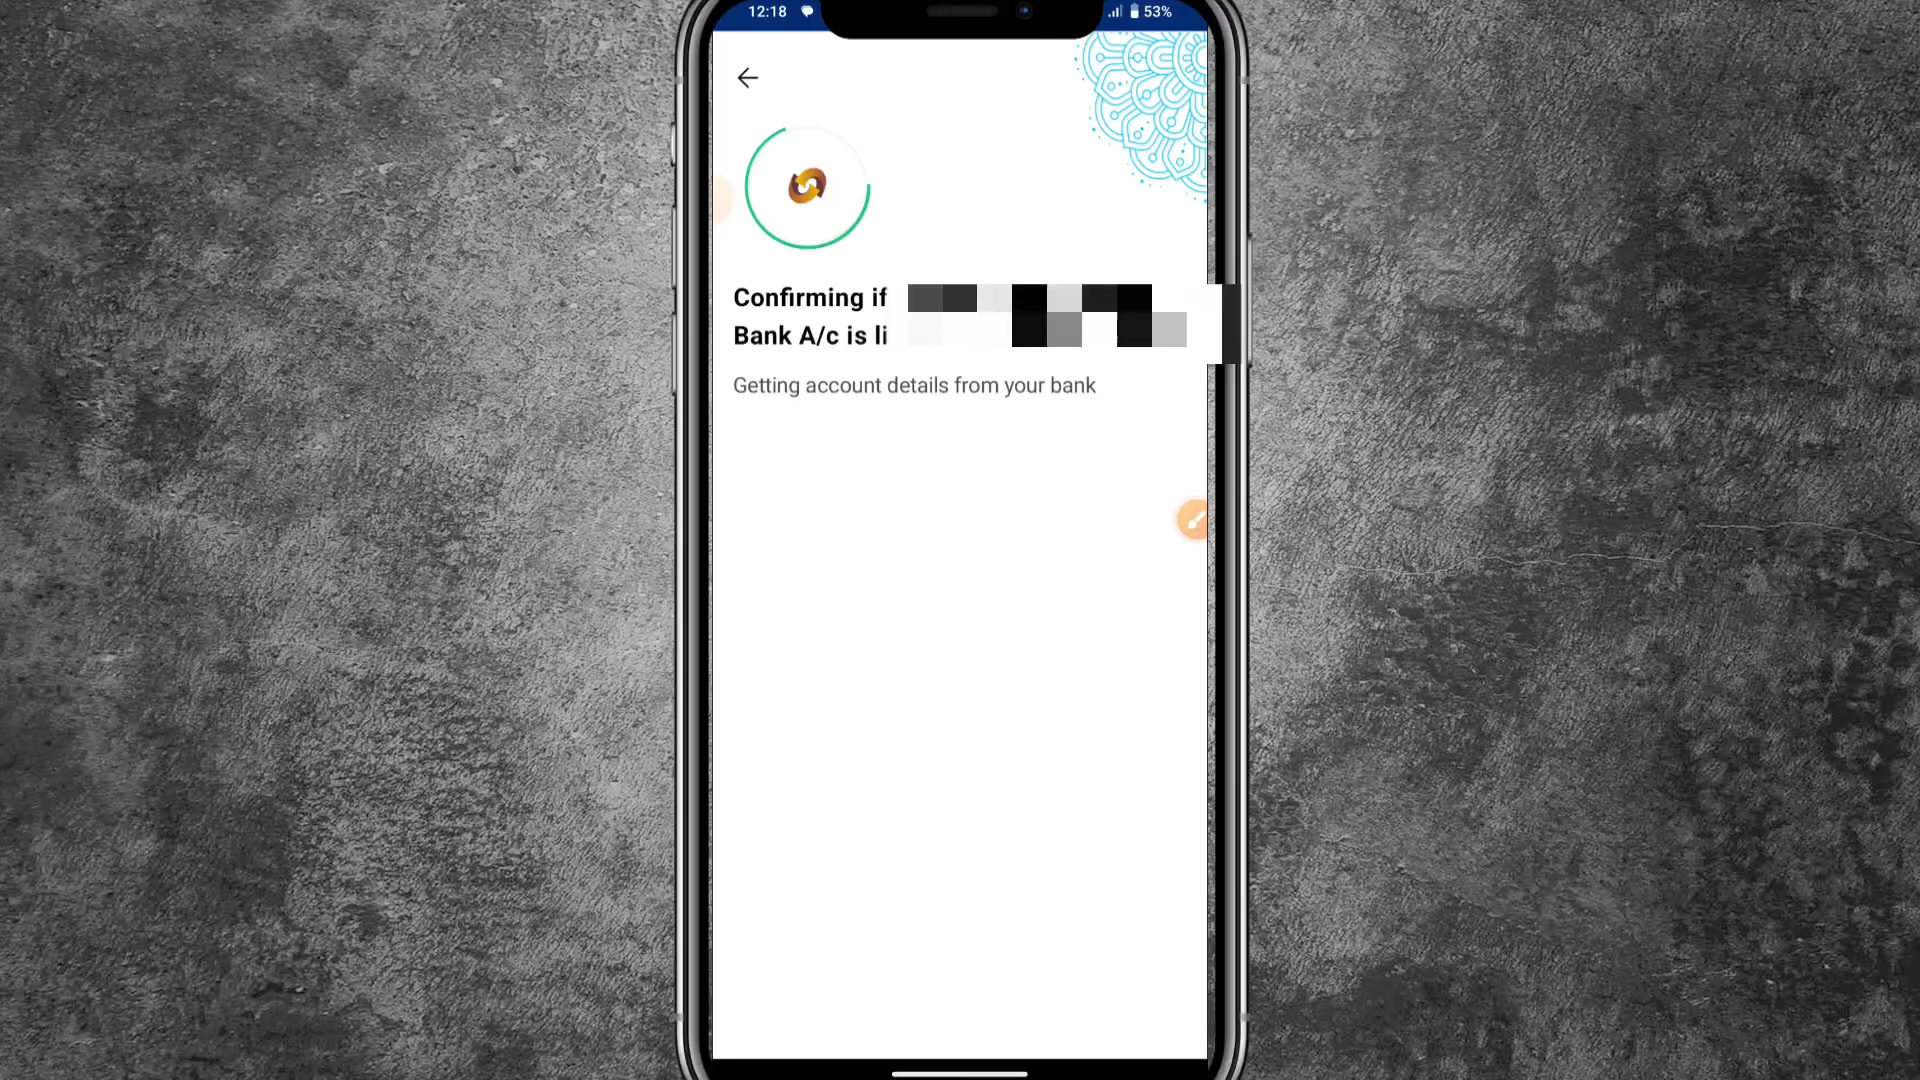 12:18
53%
Confirming if
Bank A/c is li
Getting account details from your bank